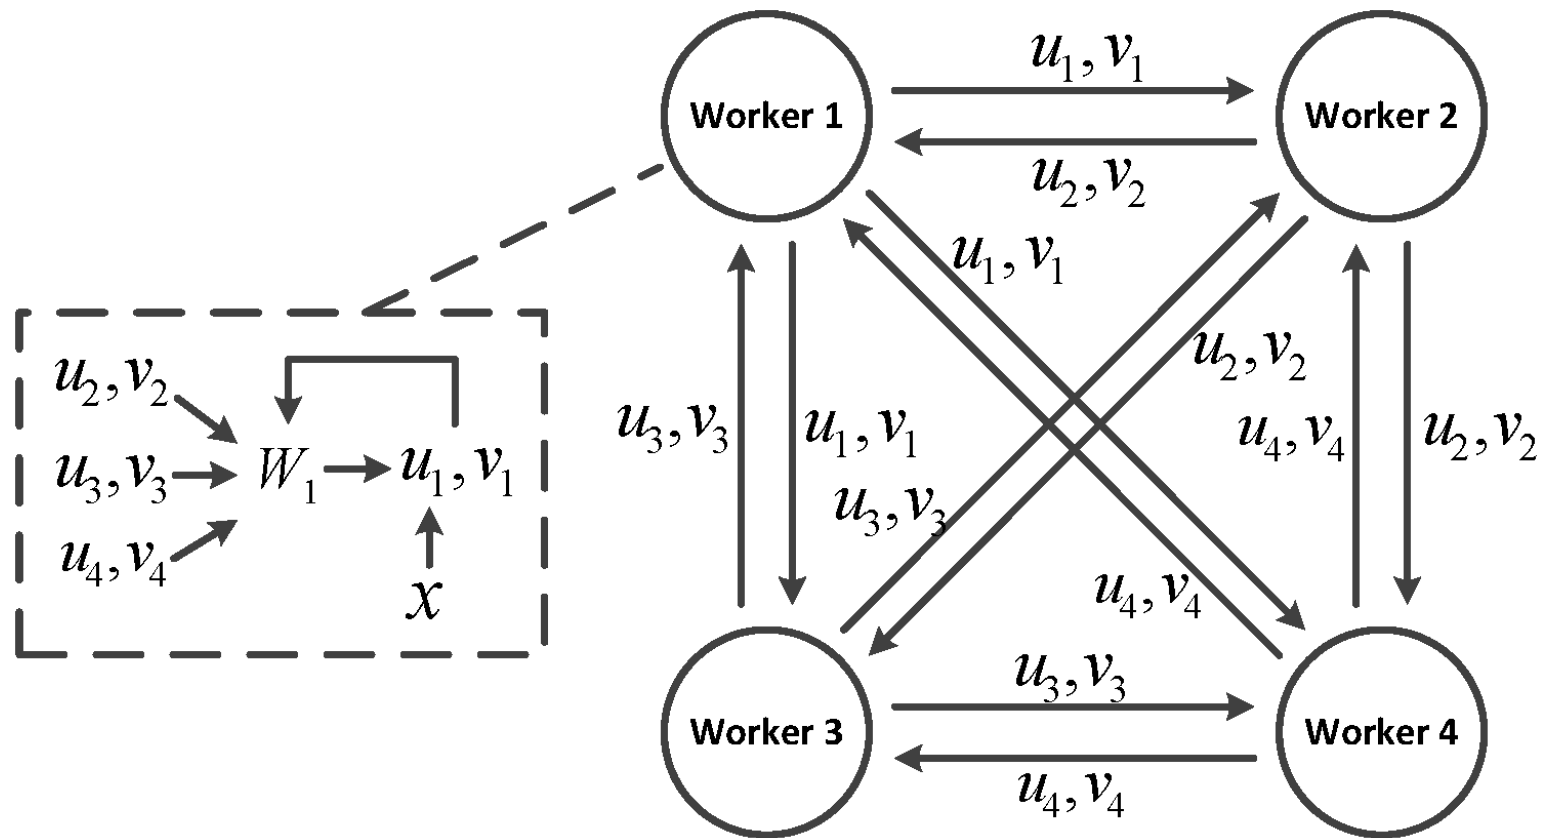 u₁, v₁
Worker 1
Worker 2
u₂, v₂
u₁, v₁
u₂, v₂
u₂, v₂
u₃, v₃
W₁
u₁, v₁
u₄, v₄
x
u₃, v₃
u₁, v₁
u₄, v₄
u₂, v₂
u₃, v₃
u₄, v₄
u₃, v₃
Worker 3
Worker 4
u₄, v₄